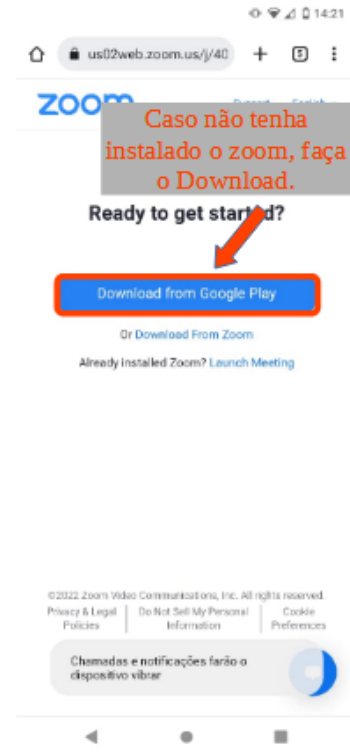 14:21
us02web.zoom.us/j/40
5
zoom
Caso não tenha
instalado o zoom, faça
o Download.
Ready to get started?
Download from Google Play
Or Download From Zoom
Already installed Zoom? Launch Meeting
©2022 Zoom Video Communications, Inc. All rights reserved.
Privacy & Legal Policies
Do Not Sell My Personal Information
Cookie Preferences
Chamadas e notificações farão o
dispositivo vibrar